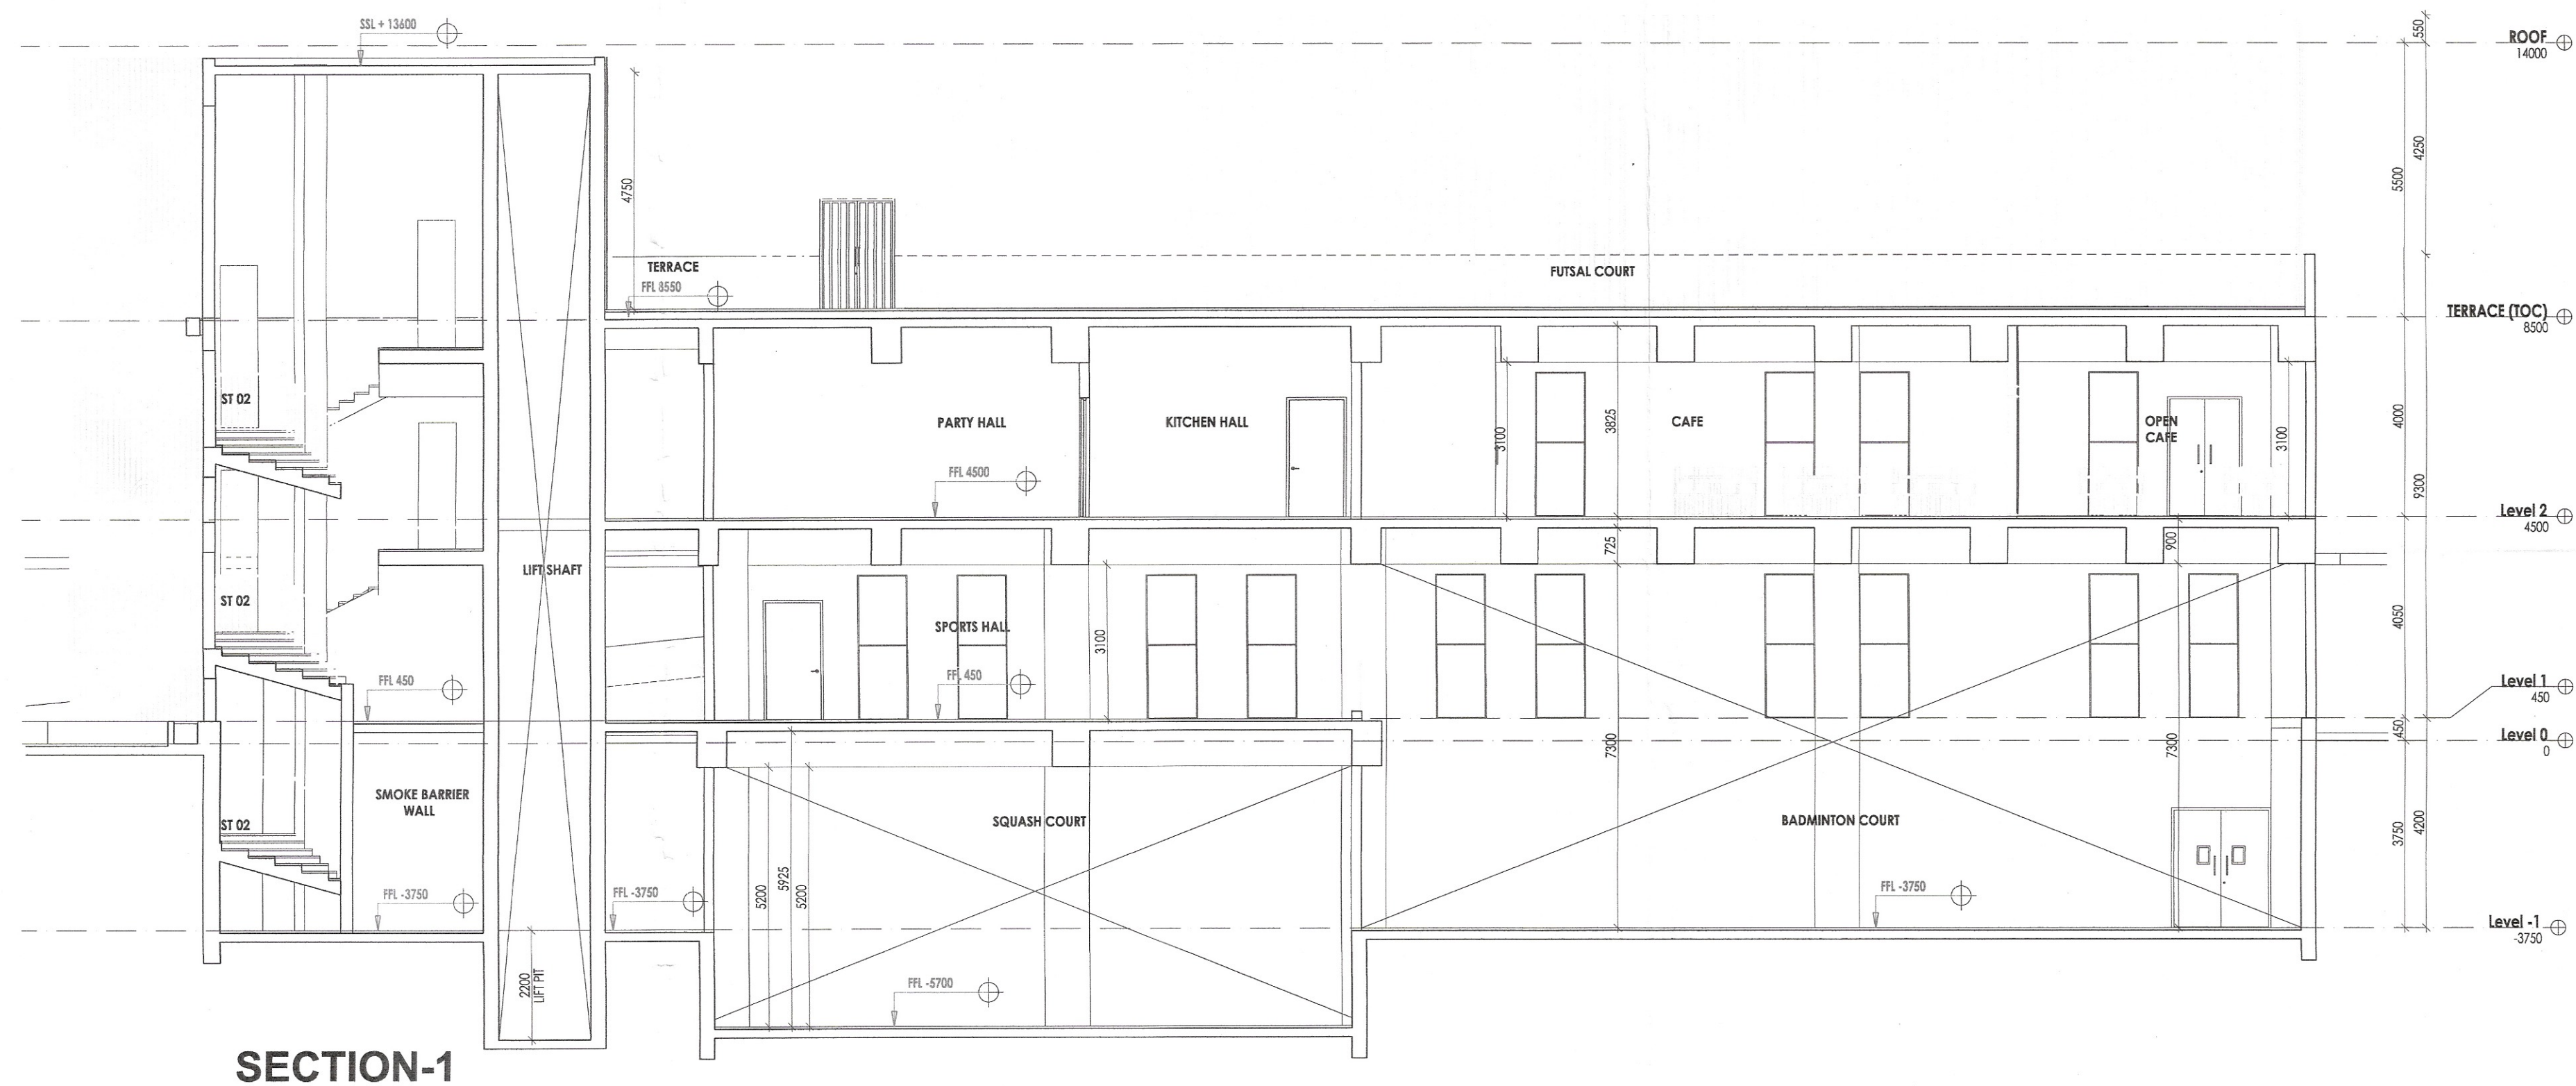 SSL + 13600
550
ROOF
14000
4750
5500
4250
TERRACE
FFL 8550
FUTSAL COURT
TERRACE (TOC)
8500
ST 02
PARTY HALL
KITCHEN HALL
3100
3825
CAFE
OPEN
CAFE
3100
4000
FFL 4500
9300
Level 2
4500
725
900
LIFT SHAFT
ST 02
SPORTS HALL
3100
4050
FFL 450
FFL 450
Level 1
450
450
Level 0
0
7300
7300
SMOKE BARRIER
WALL
ST 02
SQUASH COURT
BADMINTON COURT
3750
4200
5200
5925
5200
FFL -3750
FFL -3750
FFL -3750
Level -1
-3750
2200
LIFT PIT
FFL -5700
SECTION-1